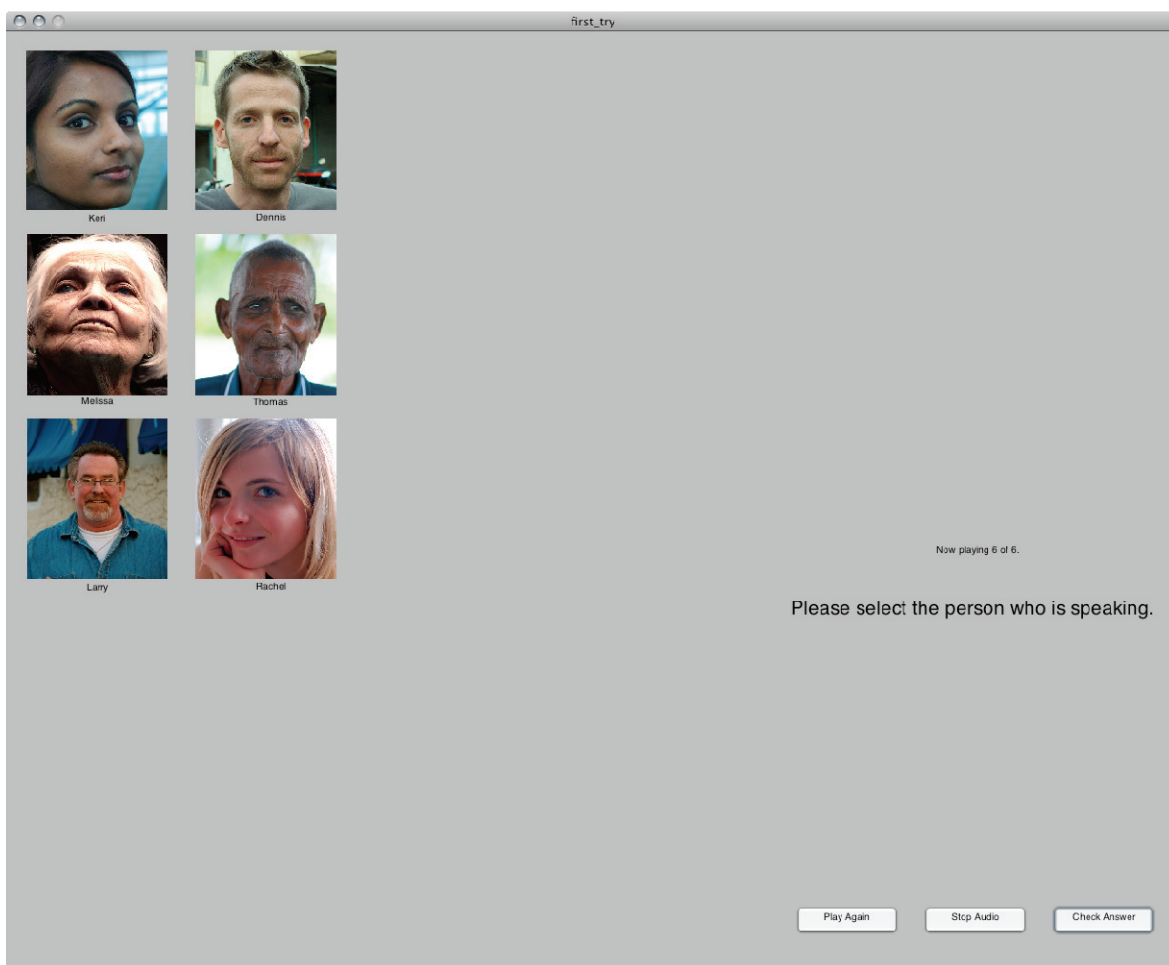 first_try
Keri
Dennis
Melissa
Thomas
Larry
Rachel
Now playing 6 of 6.
Please select the person who is speaking.
Play Again
Stop Audio
Check Answer